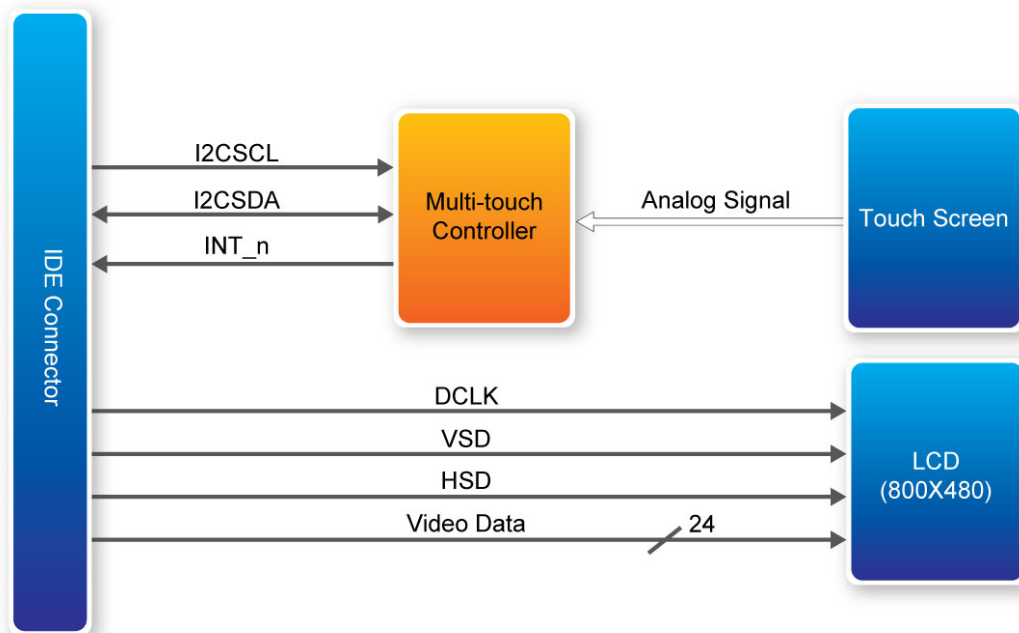 IDE Connector
I2CSCL
I2CSDA
INT_n
Multi-touch
Controller
Analog Signal
Touch Screen
DCLK
VSD
HSD
Video Data
24
LCD
(800X480)